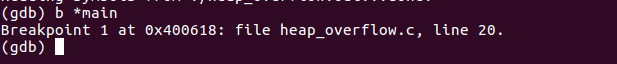 (gdb) b *main
Breakpoint 1 at 0x400618: file heap_overflow.c, line 20.
(gdb)